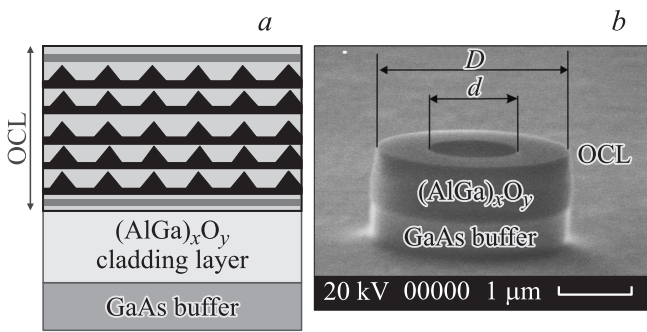 a
OCL
(AlGa)xOy
cladding layer
GaAs buffer
b
D
d
OCL
(AlGa)xOy
GaAs buffer
20 kV 00000 1 μm